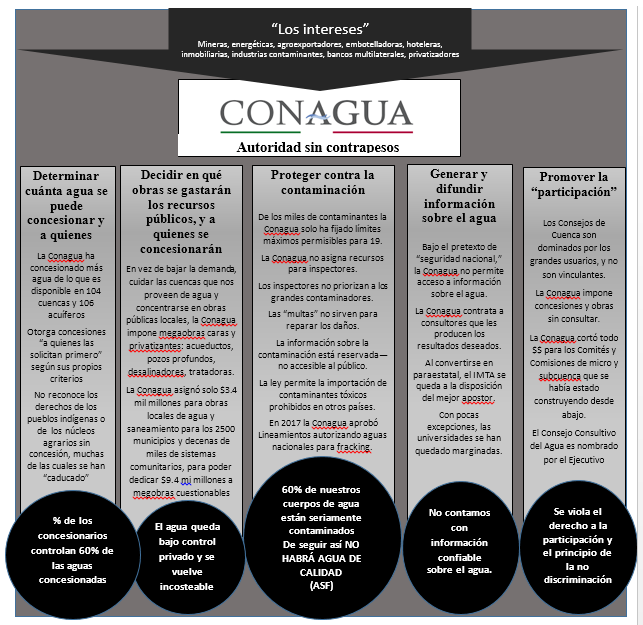 “Los intereses”
Mineras, energéticas, agroexportadores, embotelladoras, hoteleras,
inmobiliarias, industrias contaminantes, bancos multilaterales, privatizadores
CONAGUA
Autoridad sin contrapesos
Determinar
cuánta agua se
puede
concesionar y
a quienes
La Conagua ha
concesionado más
agua de lo que es
disponible en 104
cuencas y 106
acuíferos
Otorga concesiones
“a quienes las
solicitan primero”
según sus propios
criterios
No reconoce los
derechos de los
pueblos indígenas o
de los núcleos
agrarios sin
concesión, muchas
de las cuales se han
“caducado”
% de los
concesionarios
controlan 60% de
las aguas
concesionadas
Decidir en qué
obras se gastarán
los recursos
públicos, y a
quienes se
concesionarán
En vez de bajar la demanda,
cuidar las cuencas que nos
proveen de agua y
concentrarse en obras
públicas locales, la Conagua
impone megaobras caras y
privatizantes: acueductos,
pozos profundos,
desalinadores, tratadoras.
La Conagua asignó solo $3.4
mil millones para obras
locales de agua y
saneamiento para los 2500
municipios y decenas de
miles de sistemas
comunitarios, para poder
dedicar $9.4 mj millones a
megobras cuestionables
El agua queda
bajo control
privado y se
vuelve
incosteable
Proteger contra la
contaminación
De los miles de contaminantes la
Conagua solo ha fijado límites
máximos permisibles para 19.
La Conagua no asigna recursos
para inspectores.
Los inspectores no priorizan a los
grandes contaminadores.
Las “multas” no sirven para
reparar los daños.
La información sobre la
contaminación está reservada—
no accesible al público.
La ley permite la importación de
contaminantes tóxicos
prohibidos en otros países.
En 2017 la Conagua aprobó
Lineamientos autorizando aguas
nacionales para fracking.
60% de nuestros
cuerpos de agua
están seriamente
contaminados
De seguir así NO
HABRÁ AGUA DE
CALIDAD
(ASF)
Generar y
difundir
información
sobre el agua
Bajo el pretexto de
“seguridad nacional,”
la Conagua no permite
acceso a información
sobre el agua.
La Conagua contrata a
consultores que les
producen los
resultados deseados.
Al convertirse en
paraestatal, el IMTA se
queda a la disposición
del mejor apostor.
Con pocas
excepciones, las
universidades se han
quedado marginadas.
No contamos
con
información
confiable
sobre el agua.
Promover la
“participación”
Los Consejos de
Cuenca son
dominados por los
grandes usuarios, y no
son vinculantes.
La Conagua impone
concesiones y obras
sin consultar.
La Conagua cortó todo
$$ para los Comités y
Comisiones de micro y
subcuenca que se
había estado
construyendo desde
abajo.
El Consejo Consultivo
del Agua es nombrado
por el Ejecutivo
Se viola el
derecho a la
participación y
el principio de
la no
discriminación